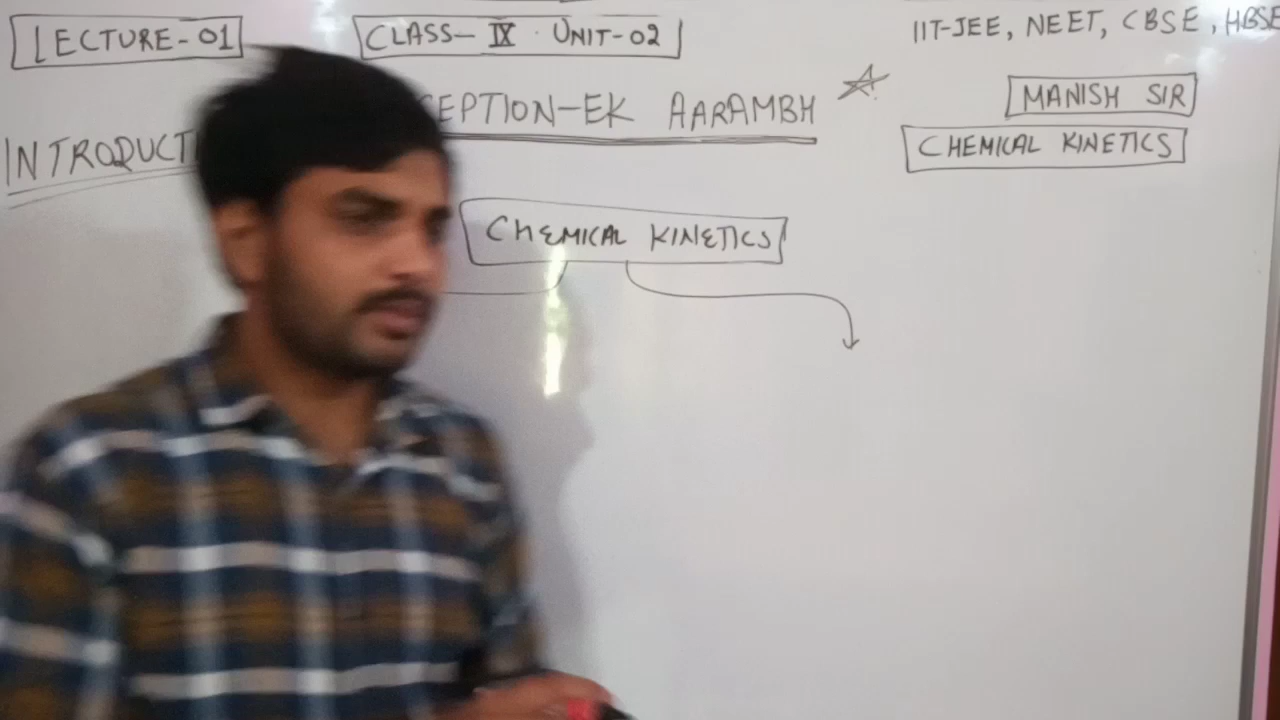 LECTURE-01
CLASS-IX · UNIT-02
IIT-JEE, NEET, CBSE, HBSE
EPTION-EK AARAMBH
MANISH SIR
INTRODUCT
CHEMICAL KINETICS
CHEMICAL KINETICS